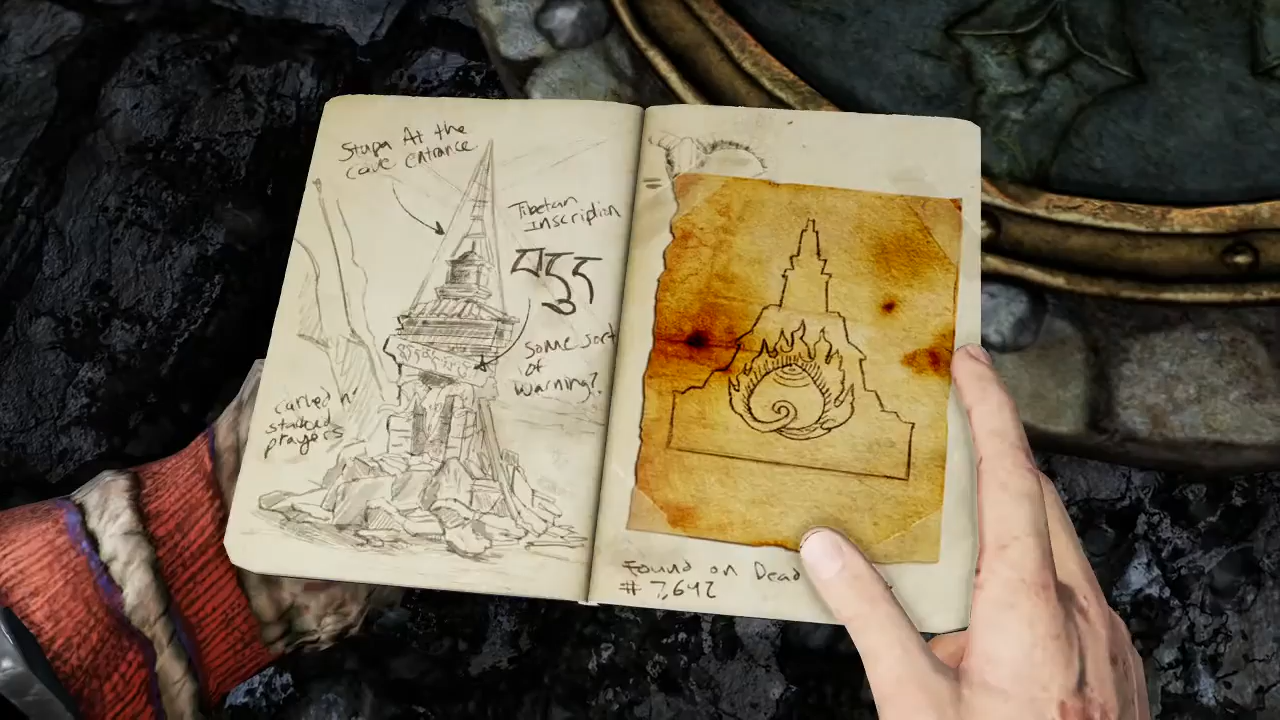 Stupa At the
cave entrance
Tibetan
Inscription
བདུད
some sort
of
warning?
carved n'
stacked
prayers
Found on Dead
# 7,642